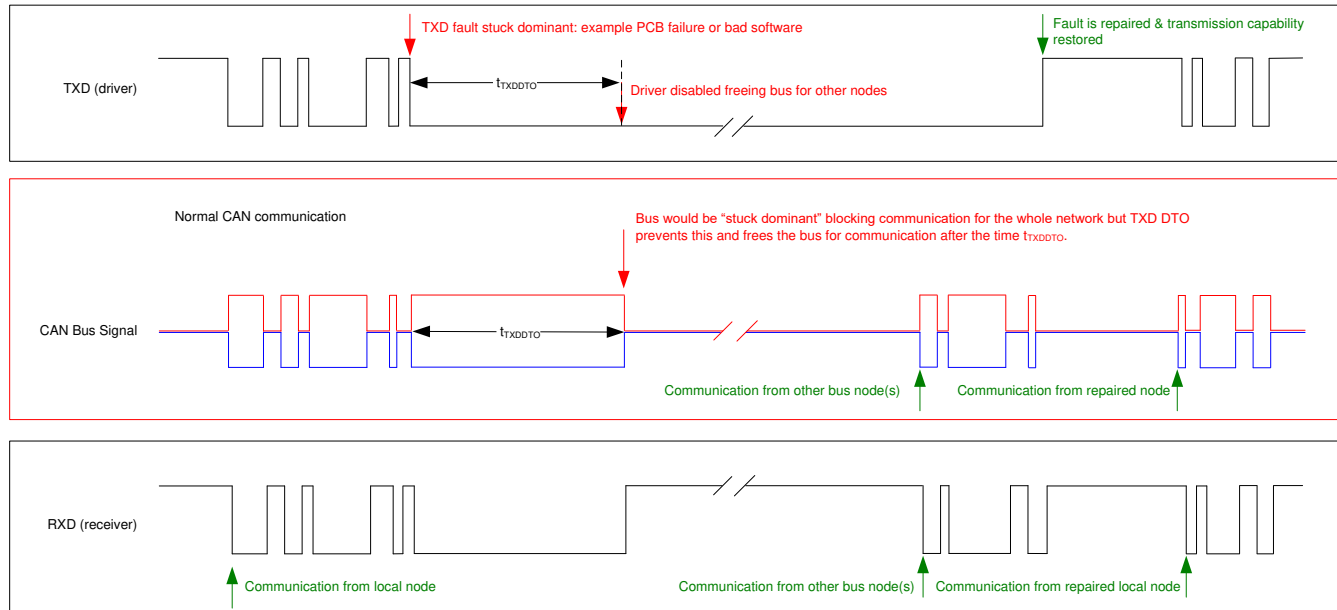 TXD fault stuck dominant: example PCB failure or bad software
Fault is repaired & transmission capability
restored
TXD (driver)
tTXDDTO
Driver disabled freeing bus for other nodes
Normal CAN communication
Bus would be “stuck dominant” blocking communication for the whole network but TXD DTO
prevents this and frees the bus for communication after the time tTXDDTO.
CAN Bus Signal
tTXDDTO
Communication from other bus node(s)
Communication from repaired node
RXD (receiver)
Communication from local node
Communication from other bus node(s)
Communication from repaired local node